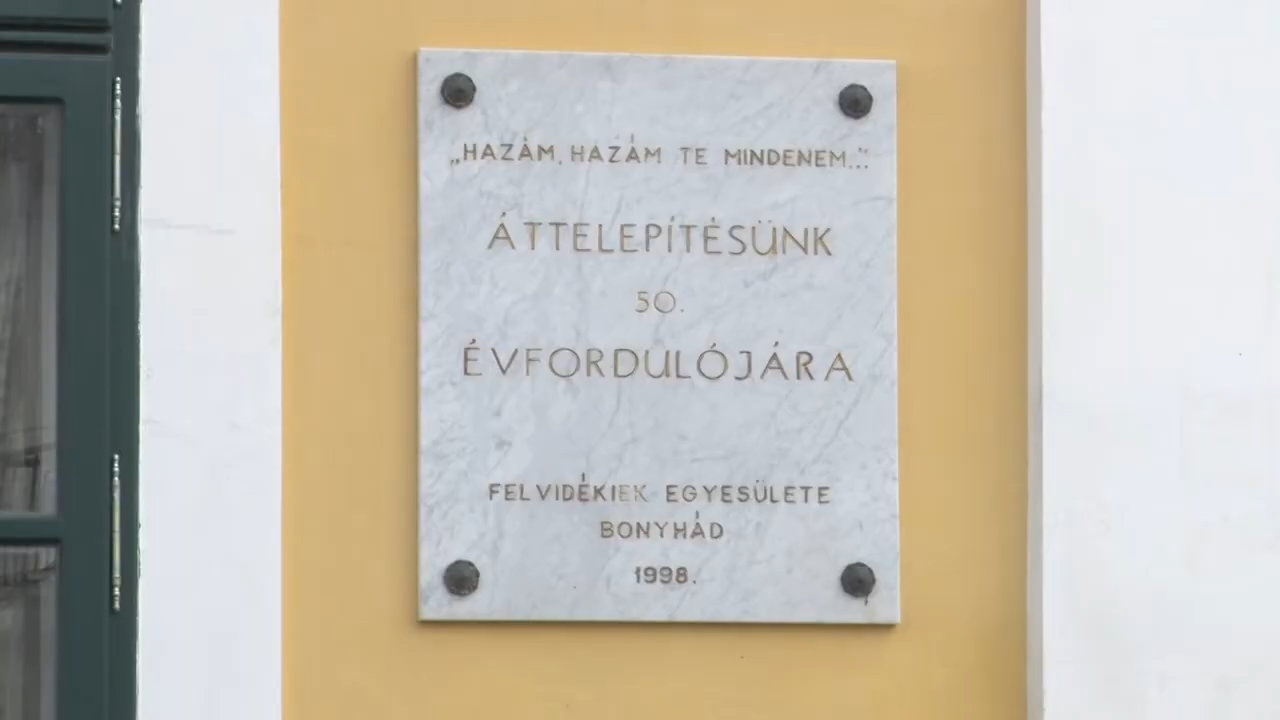 „HAZÁM, HAZÁM TE MINDENEM..."
ÁTTELEPÍTÉSÜNK
50.
ÉVFORDULÓJÁRA
FELVIDÉKIEK EGYESÜLETE
BONYHÁD
1998.